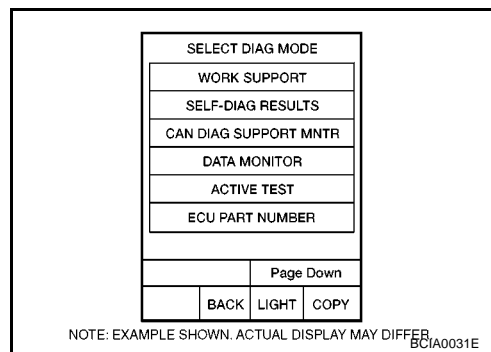 SELECT DIAG MODE
WORK SUPPORT
SELF-DIAG RESULTS
CAN DIAG SUPPORT MNTR
DATA MONITOR
ACTIVE TEST
ECU PART NUMBER
Page Down
BACK LIGHT COPY
NOTE: EXAMPLE SHOWN. ACTUAL DISPLAY MAY DIFFER
BCIA0031E